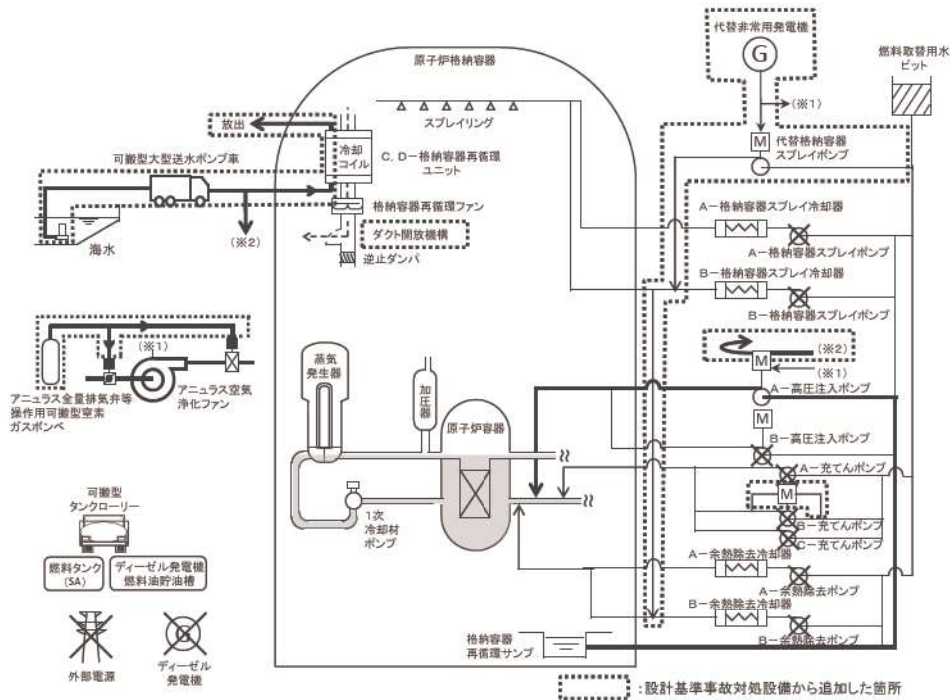 代替非常用発電機
G
燃料取替用水
ピット
原子炉格納容器
(※1)
放出
スプレイリング
M
代替格納容器
スプレイポンプ
冷却
コイル
C, D－格納容器再循環
ユニット
可搬型大型送水ポンプ車
格納容器再循環ファン
A－格納容器スプレイ冷却器
(※2)
海水
ダクト開放機構
A－格納容器スプレイポンプ
逆止ダンパ
B－格納容器スプレイ冷却器
B－格納容器スプレイポンプ
(※1)
(※2)
蒸気
発生器
M
(※1)
アニュラス空気
浄化ファン
加圧器
A－高圧注入ポンプ
アニュラス全量排気弁等
操作用可搬型窒素
ガスボンベ
原子炉容器
M
B－高圧注入ポンプ
A－充てんポンプ
M
可搬型
タンクローリー
1次
冷却材
ポンプ
B－充てんポンプ
C－充てんポンプ
A－余熱除去冷却器
燃料タンク
(SA)
ディーゼル発電機
燃料油貯油槽
A－余熱除去ポンプ
B－余熱除去冷却器
G
格納容器
再循環サンプ
B－余熱除去ポンプ
外部電源
ディーゼル
発電機
：設計基準事故対処設備から追加した箇所